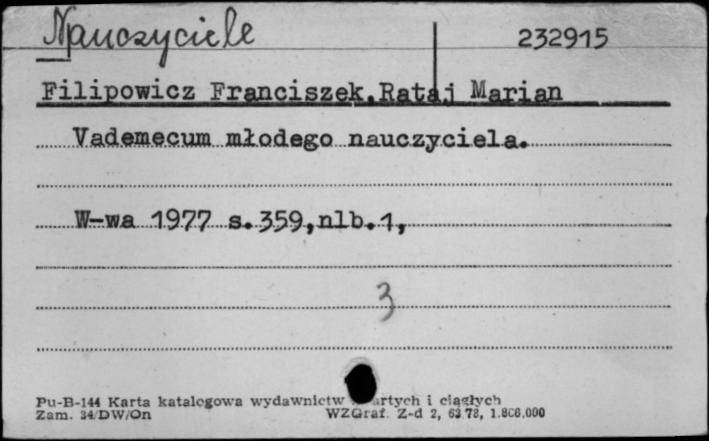 Nauczyciele 232915
Filipowicz Franciszek,Rataj Marian
Vademecum młodego nauczyciela.
W-wa 1977 s.359,nlb.1,
3
Pu-B-144 Karta katalogowa wydawnictw artych i ciągłych
Zam. 34/DW/On WZGraf. Z-d 2, 63 78, 1.806,000